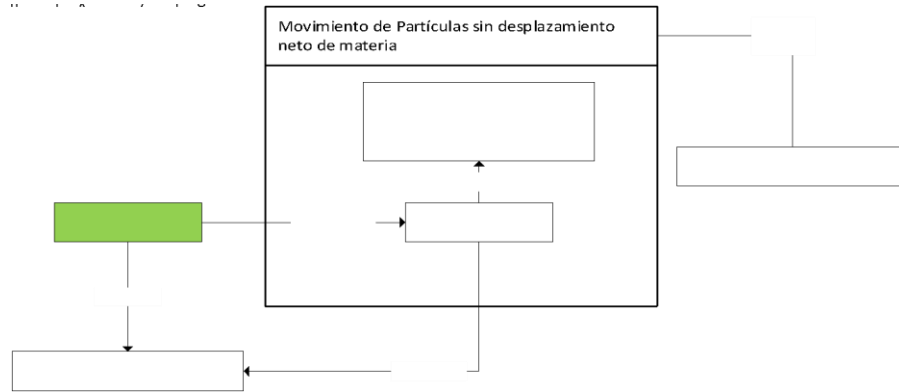 Movimiento de Partículas sin desplazamiento
neto de materia